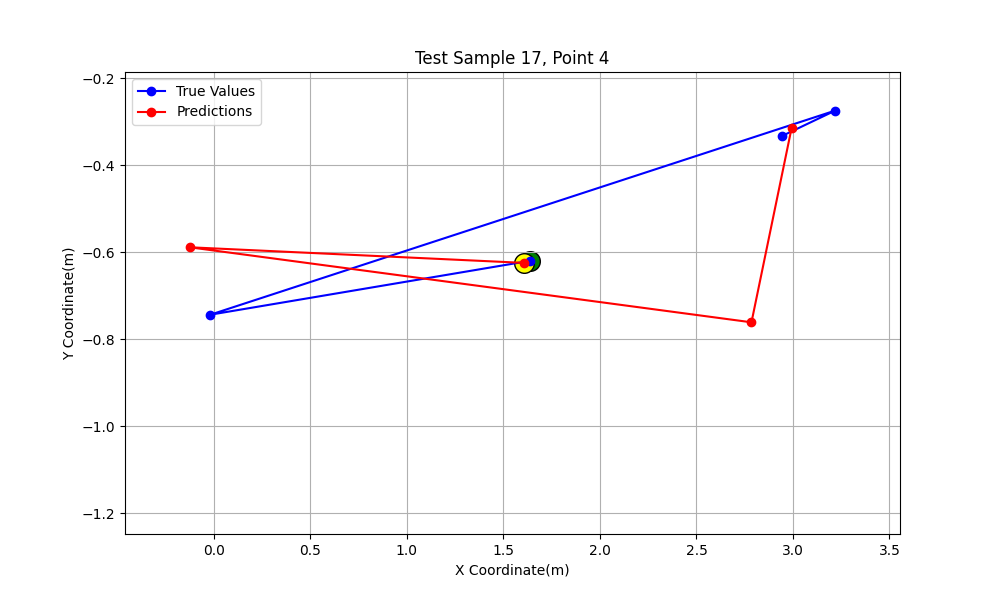 Test Sample 17, Point 4
True Values
Predictions
−0.2
−0.4
−0.6
−0.8
−1.0
−1.2
Y Coordinate(m)
0.0 0.5 1.0 1.5 2.0 2.5 3.0 3.5
X Coordinate(m)